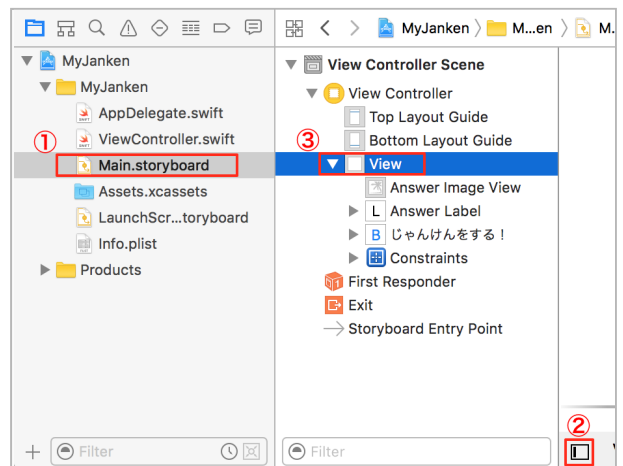 MyJanken M...en M.
MyJanken
MyJanken
AppDelegate.swift
① ViewController.swift
Main.storyboard
Assets.xcassets
LaunchScr...toryboard
Info.plist
Products
Filter
View Controller Scene
View Controller
Top Layout Guide
③ Bottom Layout Guide
View
Answer Image View
L Answer Label
B じゃんけんをする！
Constraints
First Responder
Exit
Storyboard Entry Point
Filter
②